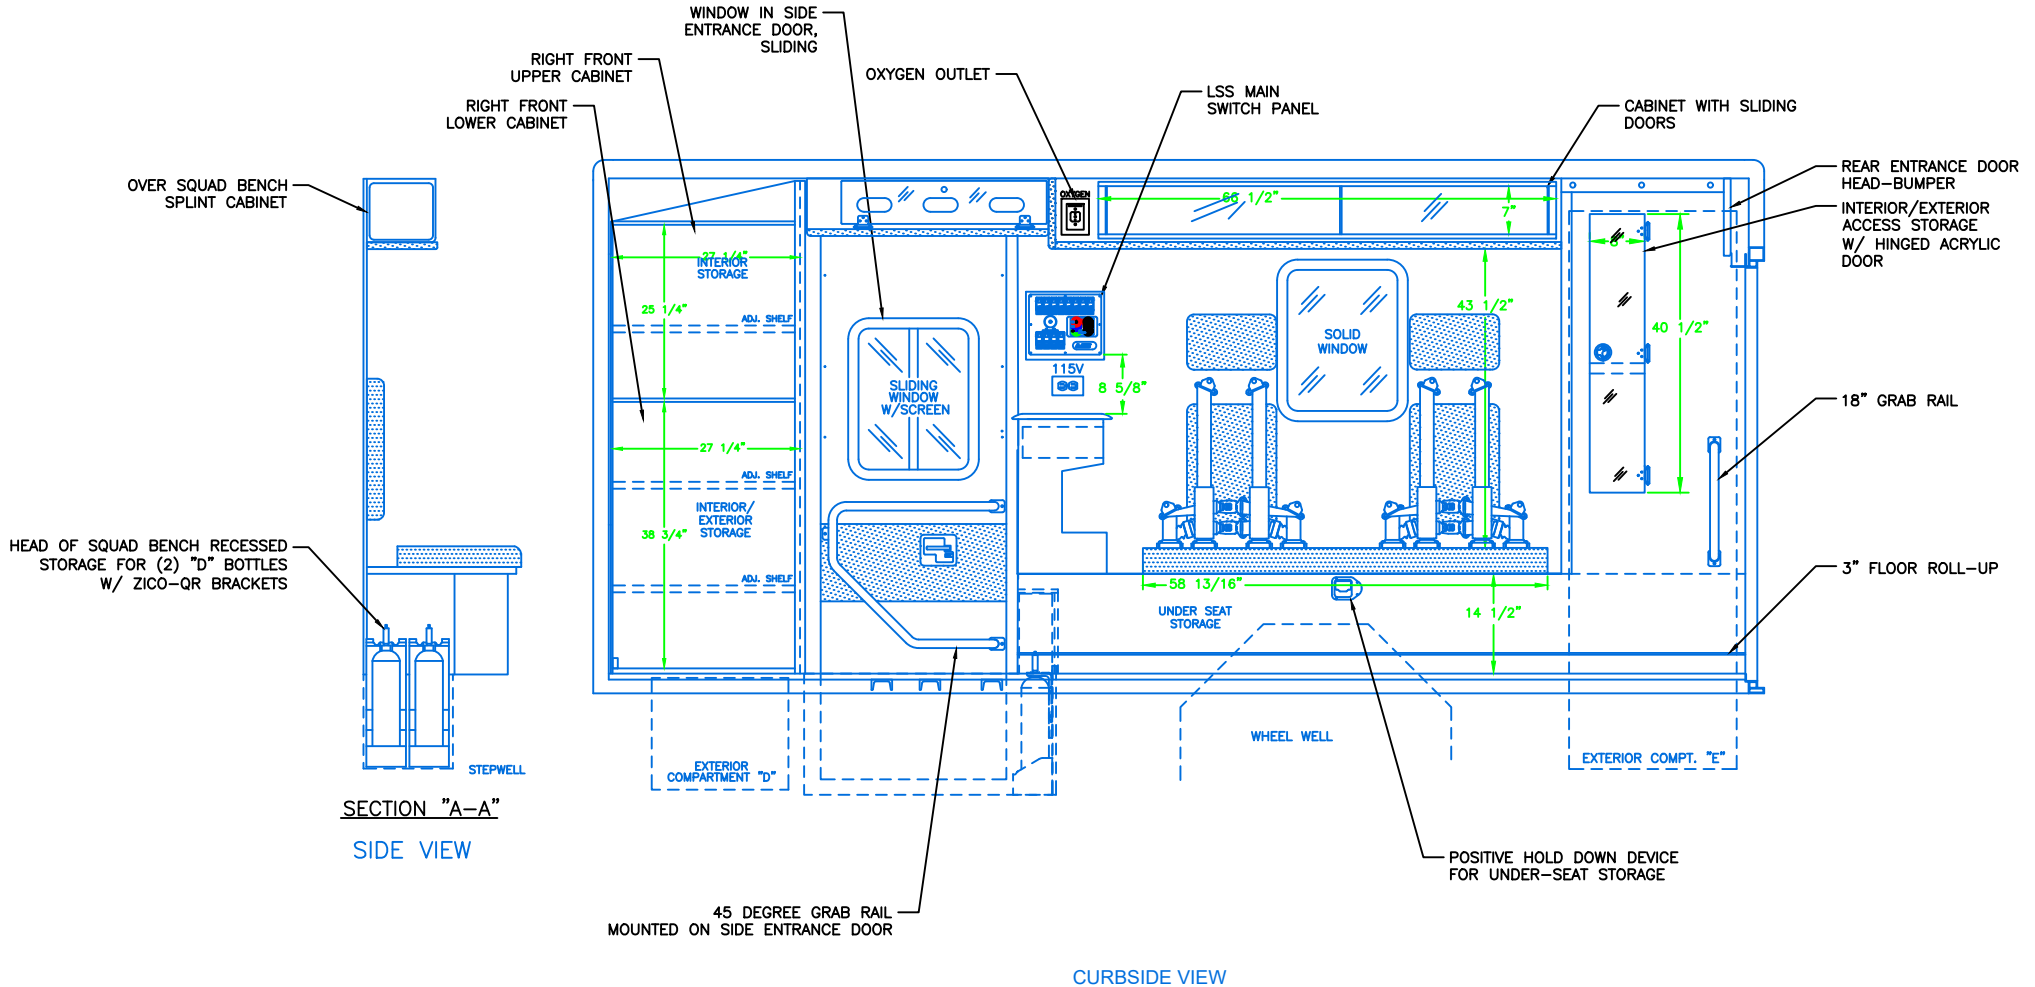 WINDOW IN SIDE
ENTRANCE DOOR,
SLIDING
RIGHT FRONT
UPPER CABINET
OXYGEN OUTLET
RIGHT FRONT
LOWER CABINET
LSS MAIN
SWITCH PANEL
CABINET WITH SLIDING
DOORS
OVER SQUAD BENCH
SPLINT CABINET
REAR ENTRANCE DOOR
HEAD-BUMPER
INTERIOR/EXTERIOR
ACCESS STORAGE
W/ HINGED ACRYLIC
DOOR
OXYGEN
66 1/2"
7"
27 1/4"
INTERIOR
STORAGE
25 1/4"
ADJ. SHELF
43 1/2"
40 1/2"
SOLID
WINDOW
115V
8 5/8"
SLIDING
WINDOW
W/SCREEN
18" GRAB RAIL
27 1/4"
ADJ. SHELF
INTERIOR/
EXTERIOR
STORAGE
38 3/4"
ADJ. SHELF
HEAD OF SQUAD BENCH RECESSED
STORAGE FOR (2) "D" BOTTLES
W/ ZICO-QR BRACKETS
3" FLOOR ROLL-UP
58 13/16"
14 1/2"
UNDER SEAT
STORAGE
WHEEL WELL
EXTERIOR COMPT. "E"
EXTERIOR
COMPARTMENT "D"
STEPWELL
SECTION "A-A"
SIDE VIEW
POSITIVE HOLD DOWN DEVICE
FOR UNDER-SEAT STORAGE
45 DEGREE GRAB RAIL
MOUNTED ON SIDE ENTRANCE DOOR
CURBSIDE VIEW